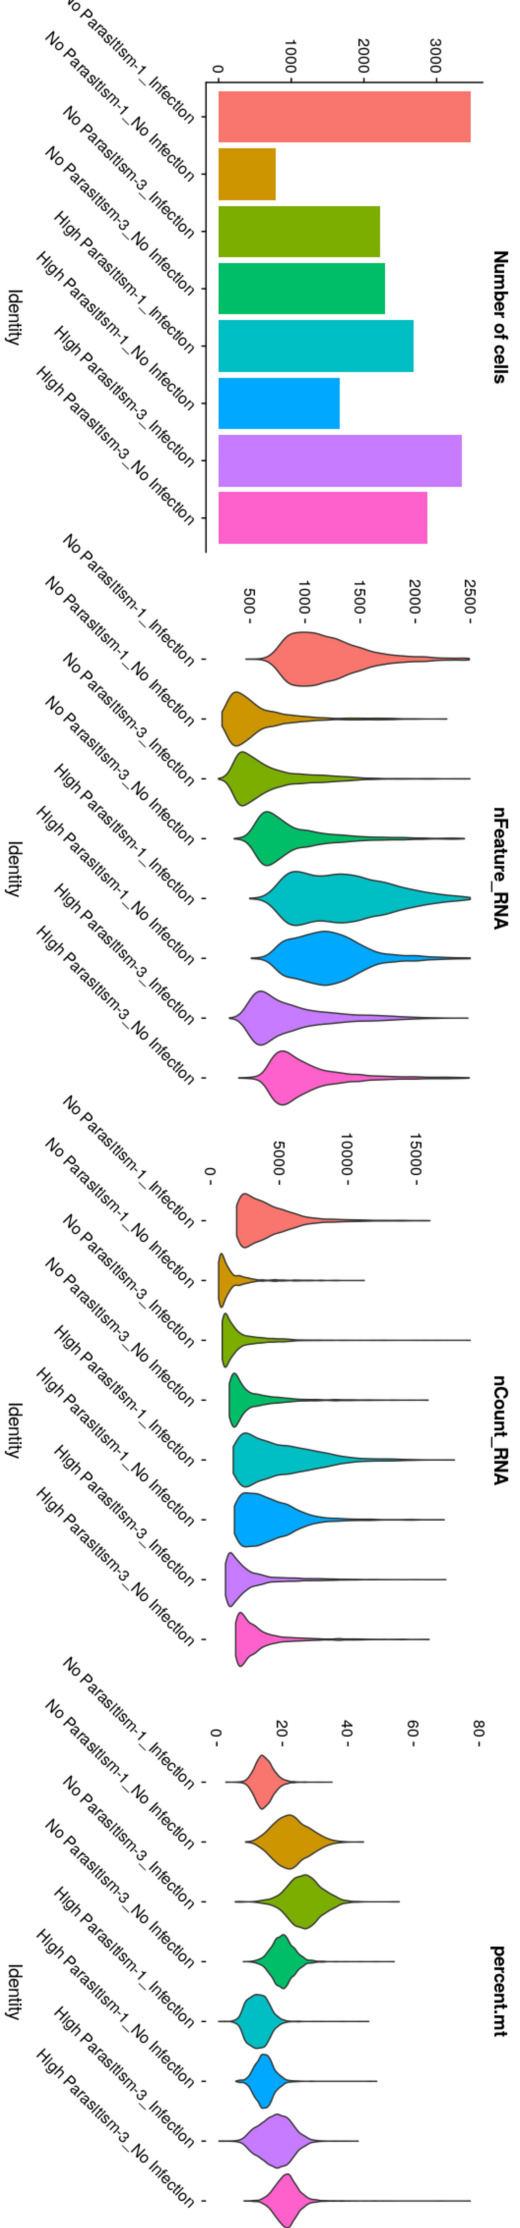 Number of cells
3000
2000
1000
0
No Parasitism-1_Infection
No Parasitism-1_No Infection
No Parasitism-3_Infection
No Parasitism-3_No Infection
High Parasitism-1_Infection
High Parasitism-1_No Infection
High Parasitism-3_Infection
High Parasitism-3_No Infection
Identity
nFeature_RNA
2500
2000
1500
1000
500
No Parasitism-1_Infection
No Parasitism-1_No Infection
No Parasitism-3_Infection
No Parasitism-3_No Infection
High Parasitism-1_Infection
High Parasitism-1_No Infection
High Parasitism-3_Infection
High Parasitism-3_No Infection
Identity
nCount_RNA
15000
10000
5000
0
No Parasitism-1_Infection
No Parasitism-1_No Infection
No Parasitism-3_Infection
No Parasitism-3_No Infection
High Parasitism-1_Infection
High Parasitism-1_No Infection
High Parasitism-3_Infection
High Parasitism-3_No Infection
Identity
percent.mt
80
60
40
20
0
No Parasitism-1_Infection
No Parasitism-1_No Infection
No Parasitism-3_Infection
No Parasitism-3_No Infection
High Parasitism-1_Infection
High Parasitism-1_No Infection
High Parasitism-3_Infection
High Parasitism-3_No Infection
Identity